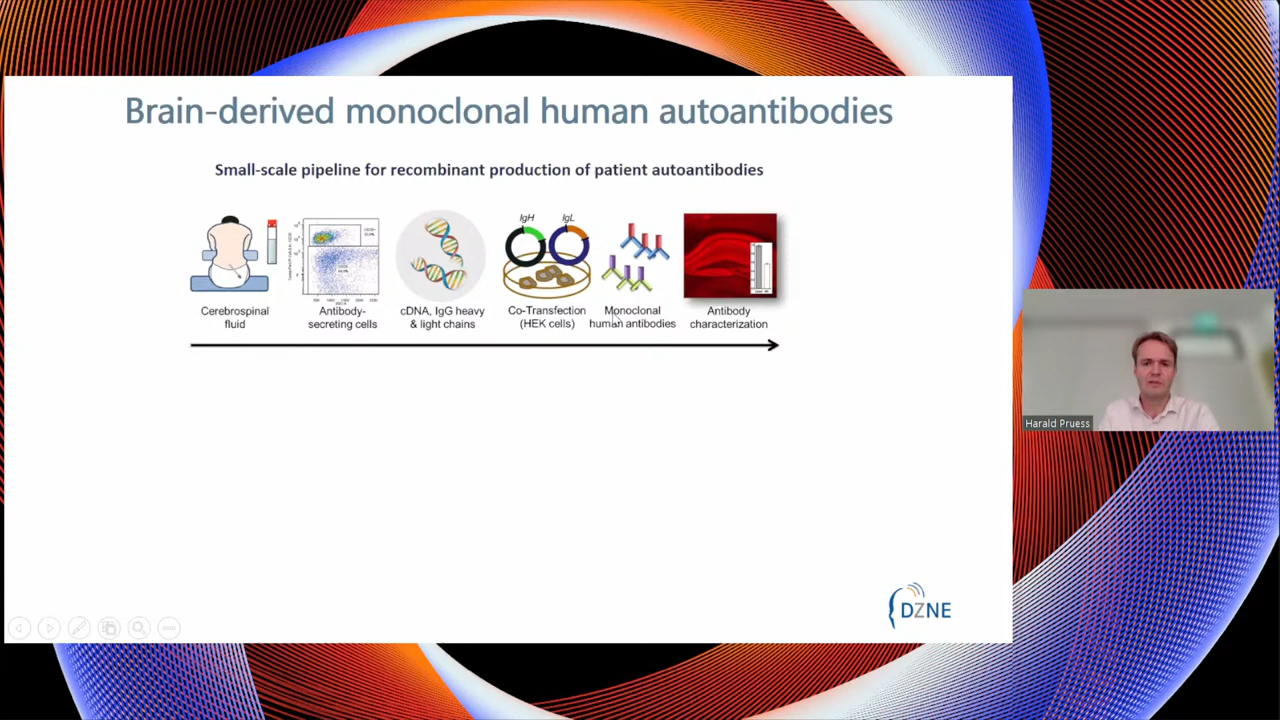 Brain-derived monoclonal human autoantibodies
Small-scale pipeline for recombinant production of patient autoantibodies
IgH IgL
Cerebrospinal
fluid
Antibody-
secreting cells
cDNA, IgG heavy
& light chains
Co-Transfection
(HEK cells)
Monoclonal
human antibodies
Antibody
characterization
Harald Pruess
DZNE